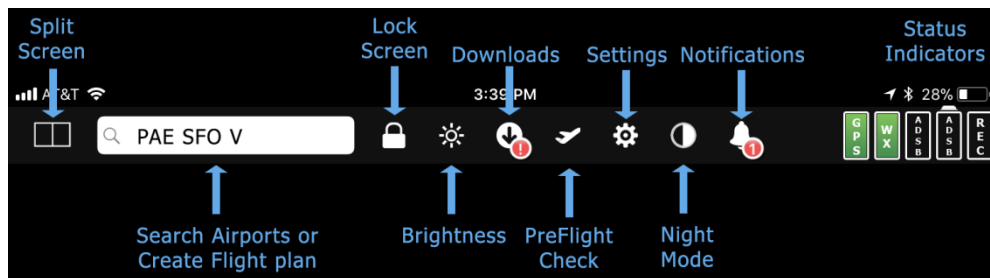 Split
Screen
Lock
Screen
Downloads
Settings
Notifications
Status
Indicators
AT&T
3:39 PM
28%
PAE SFO V
!
1
GPS
WX
ADSB
ADSB
REC
Search Airports or
Create Flight plan
Brightness
PreFlight
Check
Night
Mode